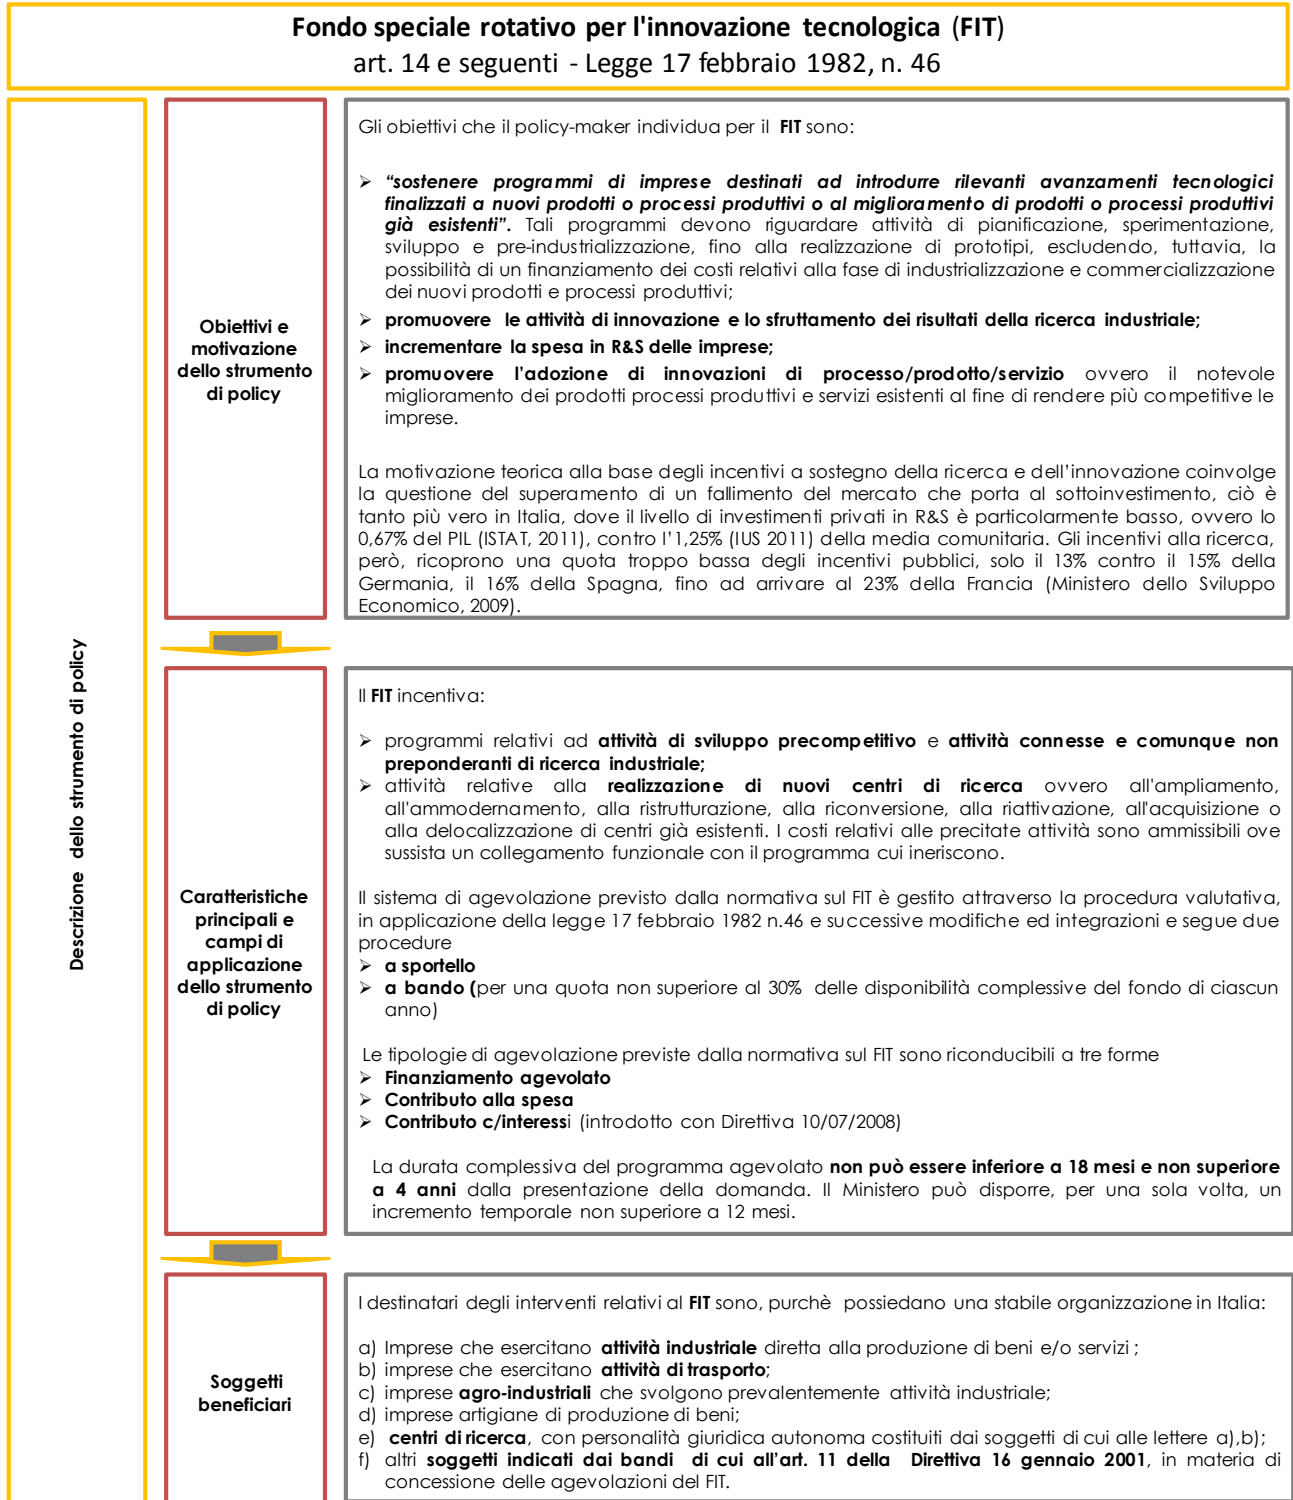 Fondo speciale rotativo per l'innovazione tecnologica (FIT)
art. 14 e seguenti - Legge 17 febbraio 1982, n. 46
Descrizione dello strumento di policy
Obiettivi e
motivazione
dello strumento
di policy
Gli obiettivi che il policy-maker individua per il FIT sono:
➢ “sostenere programmi di imprese destinati ad introdurre rilevanti avanzamenti tecnologici
finalizzati a nuovi prodotti o processi produttivi o al miglioramento di prodotti o processi produttivi
già esistenti”. Tali programmi devono riguardare attività di pianificazione, sperimentazione,
sviluppo e pre-industrializzazione, fino alla realizzazione di prototipi, escludendo, tuttavia, la
possibilità di un finanziamento dei costi relativi alla fase di industrializzazione e commercializzazione
dei nuovi prodotti e processi produttivi;
➢ promuovere le attività di innovazione e lo sfruttamento dei risultati della ricerca industriale;
➢ incrementare la spesa in R&S delle imprese;
➢ promuovere l’adozione di innovazioni di processo/prodotto/servizio ovvero il notevole
miglioramento dei prodotti processi produttivi e servizi esistenti al fine di rendere più competitive le
imprese.
La motivazione teorica alla base degli incentivi a sostegno della ricerca e dell’innovazione coinvolge
la questione del superamento di un fallimento del mercato che porta al sottoinvestimento, ciò è
tanto più vero in Italia, dove il livello di investimenti privati in R&S è particolarmente basso, ovvero lo
0,67% del PIL (ISTAT, 2011), contro l’1,25% (IUS 2011) della media comunitaria. Gli incentivi alla ricerca,
però, ricoprono una quota troppo bassa degli incentivi pubblici, solo il 13% contro il 15% della
Germania, il 16% della Spagna, fino ad arrivare al 23% della Francia (Ministero dello Sviluppo
Economico, 2009).
Caratteristiche
principali e
campi di
applicazione
dello strumento
di policy
Il FIT incentiva:
➢ programmi relativi ad attività di sviluppo precompetitivo e attività connesse e comunque non
preponderanti di ricerca industriale;
➢ attività relative alla realizzazione di nuovi centri di ricerca ovvero all'ampliamento,
all'ammodernamento, alla ristrutturazione, alla riconversione, alla riattivazione, all'acquisizione o
alla delocalizzazione di centri già esistenti. I costi relativi alle precitate attività sono ammissibili ove
sussista un collegamento funzionale con il programma cui ineriscono.
Il sistema di agevolazione previsto dalla normativa sul FIT è gestito attraverso la procedura valutativa,
in applicazione della legge 17 febbraio 1982 n.46 e successive modifiche ed integrazioni e segue due
procedure
➢ a sportello
➢ a bando (per una quota non superiore al 30% delle disponibilità complessive del fondo di ciascun
anno)
Le tipologie di agevolazione previste dalla normativa sul FIT sono riconducibili a tre forme
➢ Finanziamento agevolato
➢ Contributo alla spesa
➢ Contributo c/interessi (introdotto con Direttiva 10/07/2008)
La durata complessiva del programma agevolato non può essere inferiore a 18 mesi e non superiore
a 4 anni dalla presentazione della domanda. Il Ministero può disporre, per una sola volta, un
incremento temporale non superiore a 12 mesi.
Soggetti
beneficiari
I destinatari degli interventi relativi al FIT sono, purchè possiedano una stabile organizzazione in Italia:
a) Imprese che esercitano attività industriale diretta alla produzione di beni e/o servizi ;
b) imprese che esercitano attività di trasporto;
c) imprese agro-industriali che svolgono prevalentemente attività industriale;
d) imprese artigiane di produzione di beni;
e) centri di ricerca, con personalità giuridica autonoma costituiti dai soggetti di cui alle lettere a),b);
f) altri soggetti indicati dai bandi di cui all’art. 11 della Direttiva 16 gennaio 2001, in materia di
concessione delle agevolazioni del FIT.